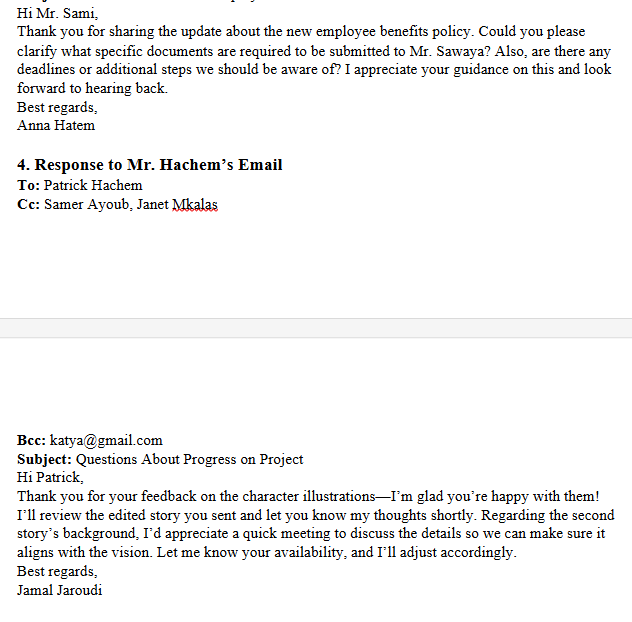 Hi Mr. Sami,
Thank you for sharing the update about the new employee benefits policy. Could you please
clarify what specific documents are required to be submitted to Mr. Sawaya? Also, are there any
deadlines or additional steps we should be aware of? I appreciate your guidance on this and look
forward to hearing back.
Best regards,
Anna Hatem
4. Response to Mr. Hachem’s Email
To: Patrick Hachem
Cc: Samer Ayoub, Janet Mkalas
Bcc: katya@gmail.com
Subject: Questions About Progress on Project
Hi Patrick,
Thank you for your feedback on the character illustrations—I’m glad you’re happy with them!
I’ll review the edited story you sent and let you know my thoughts shortly. Regarding the second
story’s background, I’d appreciate a quick meeting to discuss the details so we can make sure it
aligns with the vision. Let me know your availability, and I’ll adjust accordingly.
Best regards,
Jamal Jaroudi